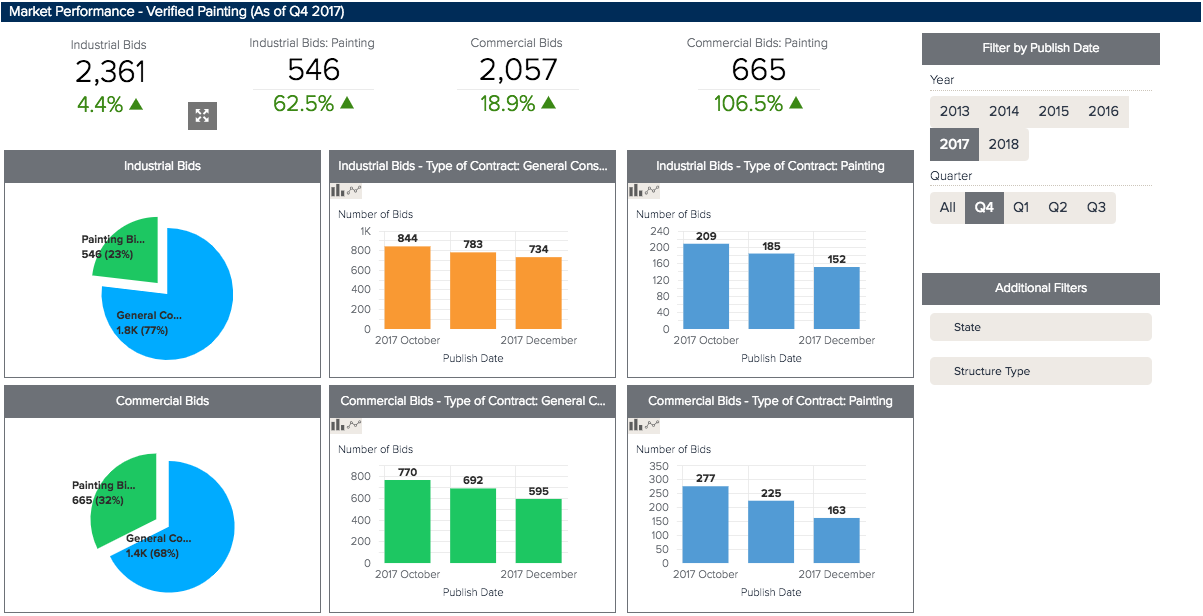 Market Performance - Verified Painting (As of Q4 2017)
Industrial Bids
2,361
4.4% ▲
Industrial Bids: Painting
546
62.5% ▲
Commercial Bids
2,057
18.9% ▲
Commercial Bids: Painting
665
106.5% ▲
Filter by Publish Date
Year
2013 2014 2015 2016
2017 2018
Quarter
All Q4 Q1 Q2 Q3
Additional Filters
State
Structure Type
Industrial Bids
Painting Bi...
546 (23%)
General Co...
1.8K (77%)
Industrial Bids - Type of Contract: General Cons...
Number of Bids
1K
800
600
400
200
0
844
783
734
2017 October 2017 December
Publish Date
Industrial Bids - Type of Contract: Painting
Number of Bids
240
200
160
120
80
40
0
209
185
152
2017 October 2017 December
Publish Date
Commercial Bids
Painting Bi...
665 (32%)
General Co...
1.4K (68%)
Commercial Bids - Type of Contract: General C...
Number of Bids
800
600
400
200
0
770
692
595
2017 October 2017 December
Publish Date
Commercial Bids - Type of Contract: Painting
Number of Bids
350
300
250
200
150
100
50
0
277
225
163
2017 October 2017 December
Publish Date